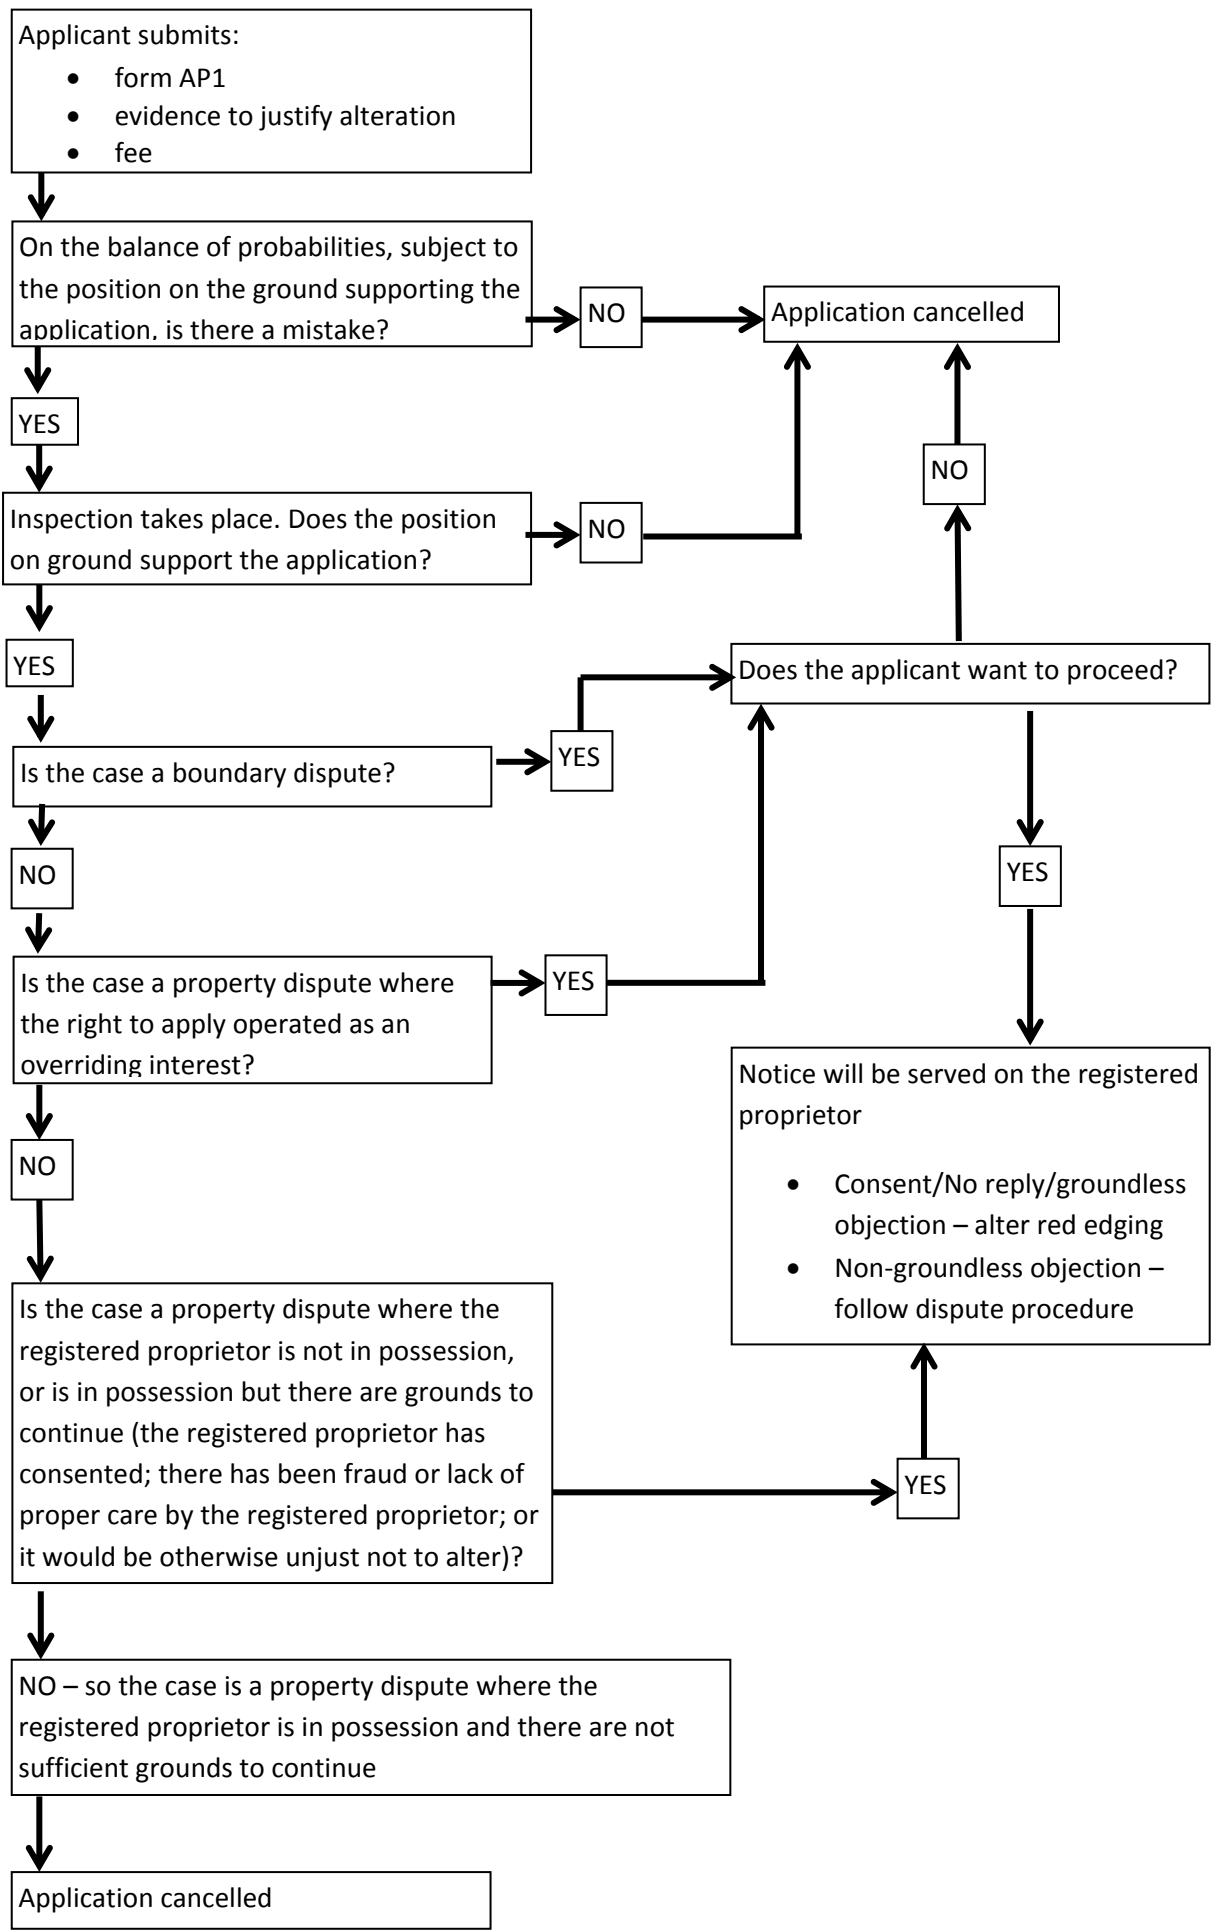 Applicant submits:
• form AP1
• evidence to justify alteration
• fee
On the balance of probabilities, subject to
the position on the ground supporting the
application, is there a mistake?
NO
Application cancelled
YES
NO
Inspection takes place. Does the position
on ground support the application?
NO
YES
Does the applicant want to proceed?
Is the case a boundary dispute?
YES
NO
YES
Is the case a property dispute where
the right to apply operated as an
overriding interest?
YES
NO
Notice will be served on the registered
proprietor
• Consent/No reply/groundless
objection – alter red edging
• Non-groundless objection –
follow dispute procedure
Is the case a property dispute where the
registered proprietor is not in possession,
or is in possession but there are grounds to
continue (the registered proprietor has
consented; there has been fraud or lack of
proper care by the registered proprietor; or
it would be otherwise unjust not to alter)?
YES
NO – so the case is a property dispute where the
registered proprietor is in possession and there are not
sufficient grounds to continue
Application cancelled